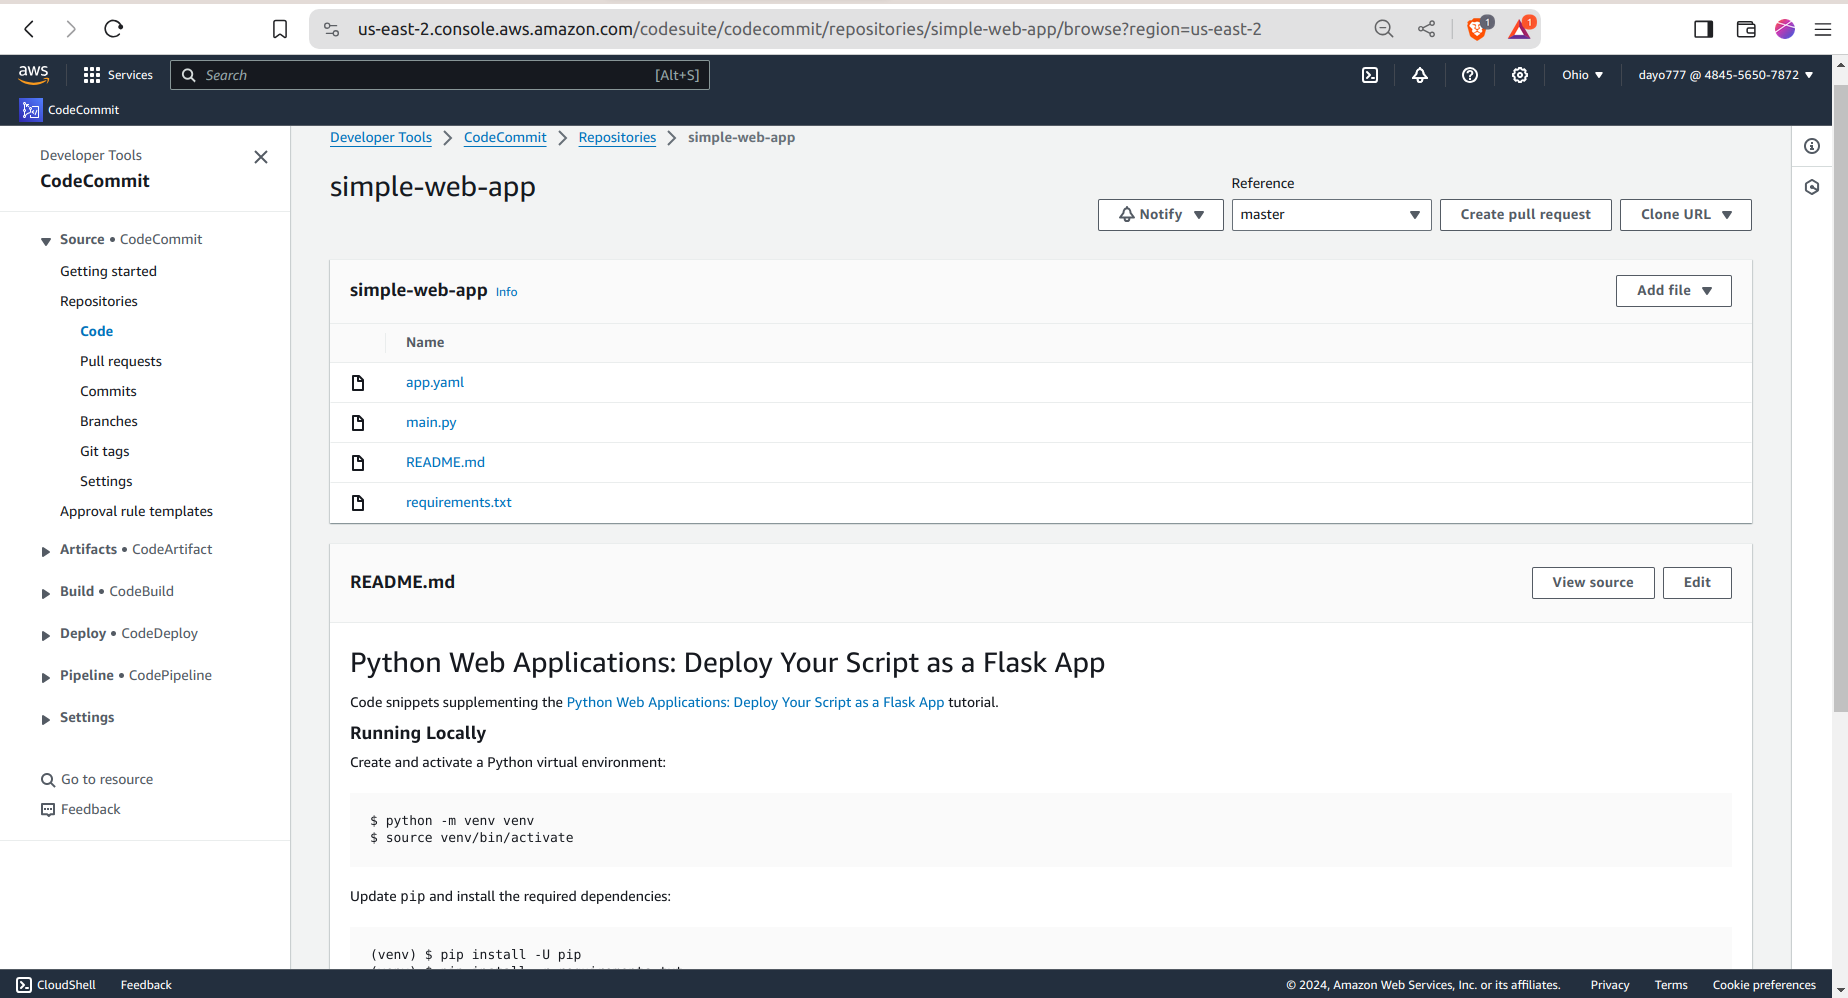 us-east-2.console.aws.amazon.com/codesuite/codecommit/repositories/simple-web-app/browse?region=us-east-2
1
1
aws
Services
Search
[Alt+S]
Ohio
dayo777 @ 4845-5650-7872
CodeCommit
Developer Tools
CodeCommit
Source • CodeCommit
Getting started
Repositories
Code
Pull requests
Commits
Branches
Git tags
Settings
Approval rule templates
Artifacts • CodeArtifact
Build • CodeBuild
Deploy • CodeDeploy
Pipeline • CodePipeline
Settings
Go to resource
Feedback
Developer Tools
CodeCommit
Repositories
simple-web-app
simple-web-app
Reference
Notify
master
Create pull request
Clone URL
simple-web-app Info
Add file
Name
app.yaml
main.py
README.md
requirements.txt
README.md
View source
Edit
Python Web Applications: Deploy Your Script as a Flask App
Code snippets supplementing the Python Web Applications: Deploy Your Script as a Flask App tutorial.
Running Locally
Create and activate a Python virtual environment:
$ python -m venv venv
$ source venv/bin/activate
Update pip and install the required dependencies:
(venv) $ pip install -U pip
CloudShell
Feedback
© 2024, Amazon Web Services, Inc. or its affiliates.
Privacy
Terms
Cookie preferences